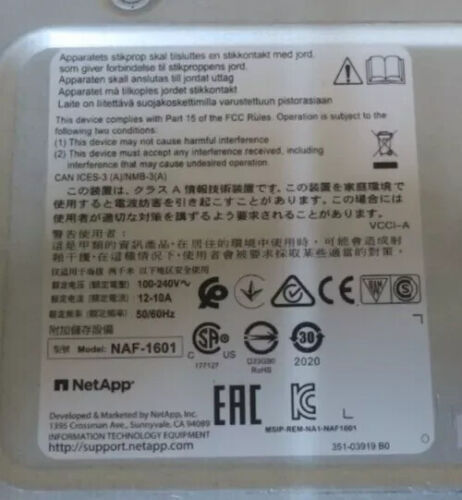 Apparatets stikprop skal tilsluttes en stikkontakt med jord,
som giver forbindelse til stikproppens jord.
Apparaten skall anslutas till jordat uttag
Apparatet må tilkoples jordet stikkontakt
Laite on liitettävä suojakoskettimilla varustettuun pistorasiaan
This device complies with Part 15 of the FCC Rules. Operation is subject to the
following two conditions:
(1) This device may not cause harmful interference
(2) This device must accept any interference received, including
interference that may cause undesired operation.
CAN ICES-3 (A)/NMB-3(A)
この装置は、クラスA情報技術装置です。この装置を家庭環境で
使用すると電波妨害を引き起こすことがあります。この場合には
使用者が適切な対策を講ずるよう要求されることがあります。
VCCI-A
警告使用者:
這是甲類的資訊產品,在居住的環境中使用時,可能會造成射
頻干擾,在這種情況下,使用者會被要求採取某些適當的對策.
100-240V~
12-10A
50/60Hz
附加儲存設備
Model: NAF-1601
C US
177127
RoHS
30
2020
NetApp
EAC
Developed & Marketed by NetApp, Inc.
1395 Crossman Ave., Sunnyvale, CA 94089
INFORMATION TECHNOLOGY EQUIPMENT
http://support.netapp.com
MSIP-REM-NA1-NAF1601
351-03919 B0